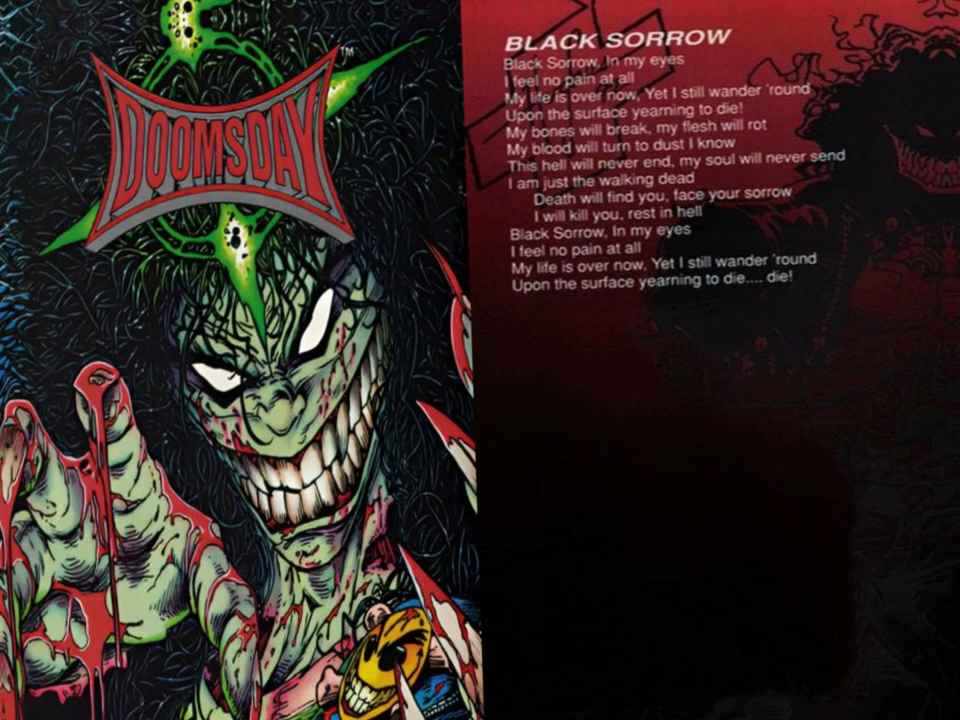 DOOMSDAY
TM
BLACK SORROW
Black Sorrow, In my eyes
I feel no pain at all
My life is over now, Yet I still wander 'round
Upon the surface yearning to die!
My bones will break, my flesh will rot
My blood will turn to dust I know
This hell will never end, my soul will never send
I am just the walking dead
Death will find you, face your sorrow
I will kill you, rest in hell
Black Sorrow, In my eyes
I feel no pain at all
My life is over now, Yet I still wander 'round
Upon the surface yearning to die.... die!